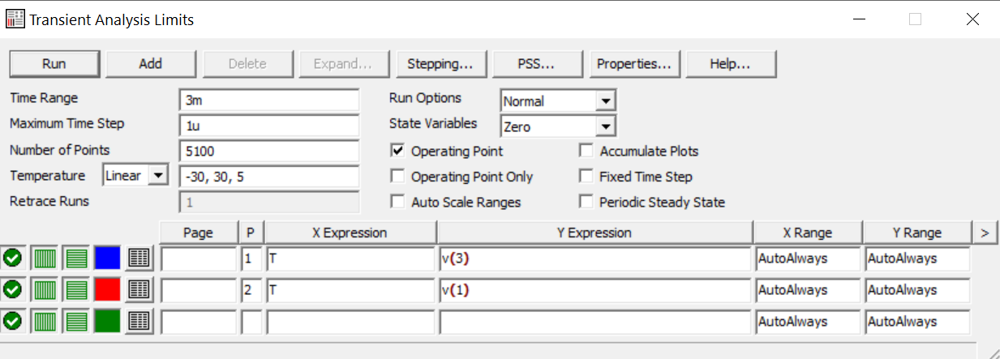 Transient Analysis Limits
Run Add Delete Expand... Stepping... PSS... Properties... Help...
Time Range 3m Run Options Normal
Maximum Time Step 1u State Variables Zero
Number of Points 5100 Operating Point Accumulate Plots
Temperature Linear -30, 30, 5 Operating Point Only Fixed Time Step
Retrace Runs 1 Auto Scale Ranges Periodic Steady State
Page P X Expression Y Expression X Range Y Range >
1 T v(3) AutoAlways AutoAlways
2 T v(1) AutoAlways AutoAlways
AutoAlways AutoAlways